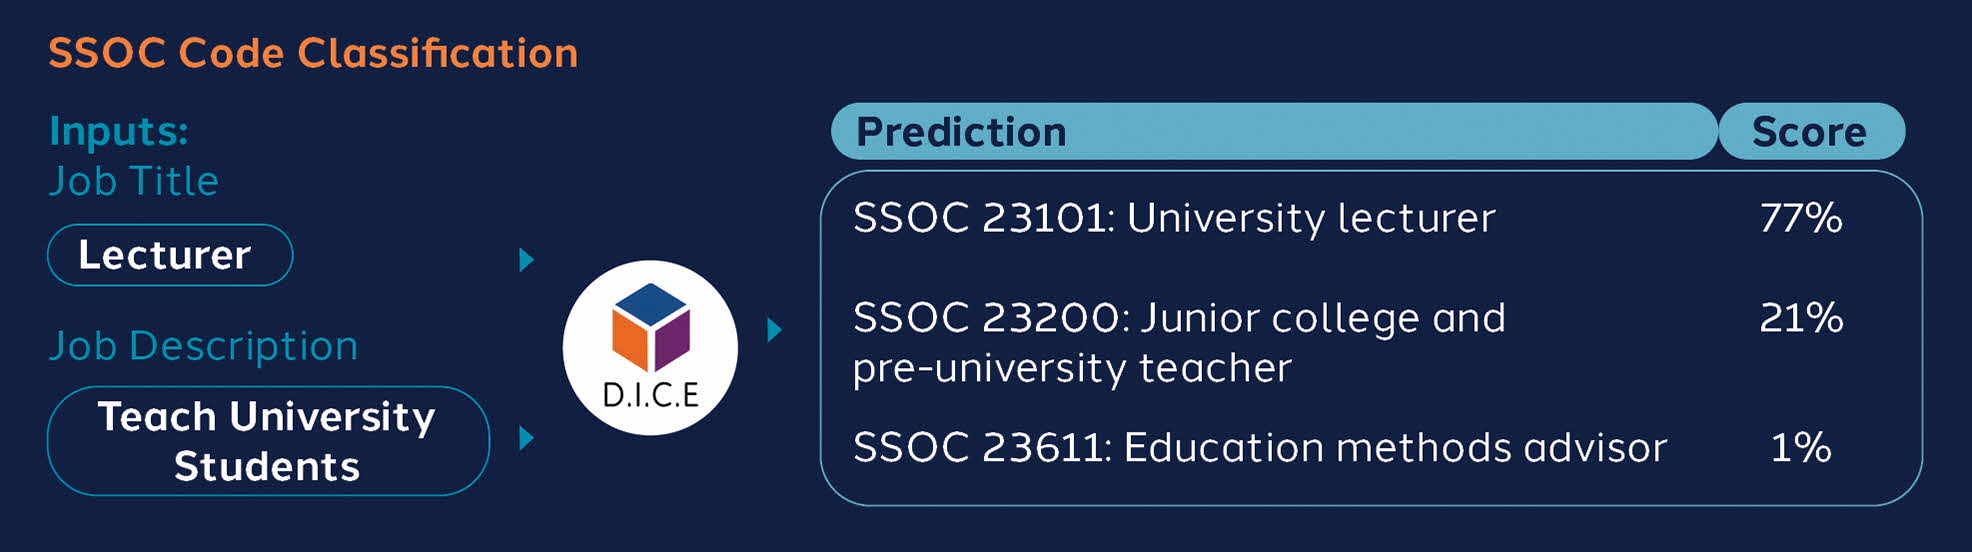 SSOC Code Classification
Inputs:
Job Title
Lecturer
Job Description
Teach University
Students
D.I.C.E
Prediction
Score
SSOC 23101: University lecturer
77%
SSOC 23200: Junior college and
pre-university teacher
21%
SSOC 23611: Education methods advisor
1%